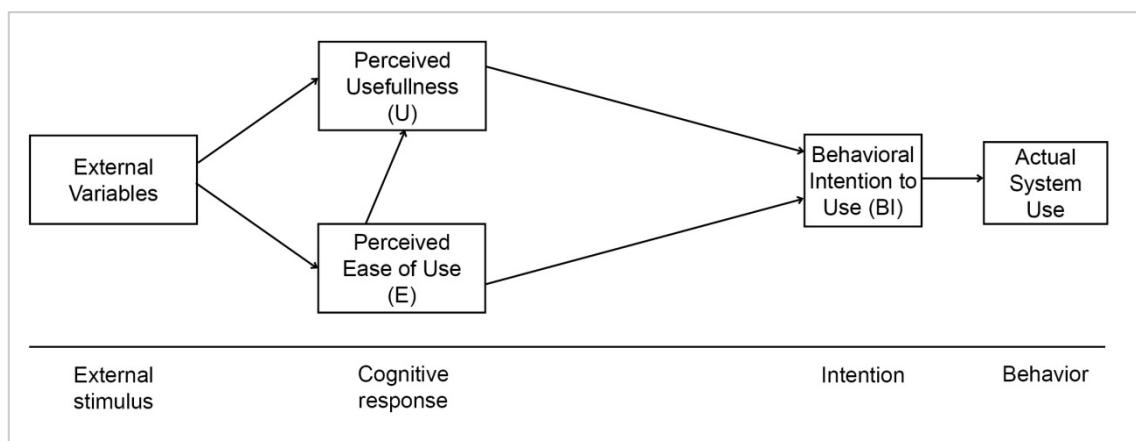 Perceived
Usefullness
(U)
External
Variables
Perceived
Ease of Use
(E)
Behavioral
Intention to
Use (BI)
Actual
System
Use
External
stimulus
Cognitive
response
Intention
Behavior